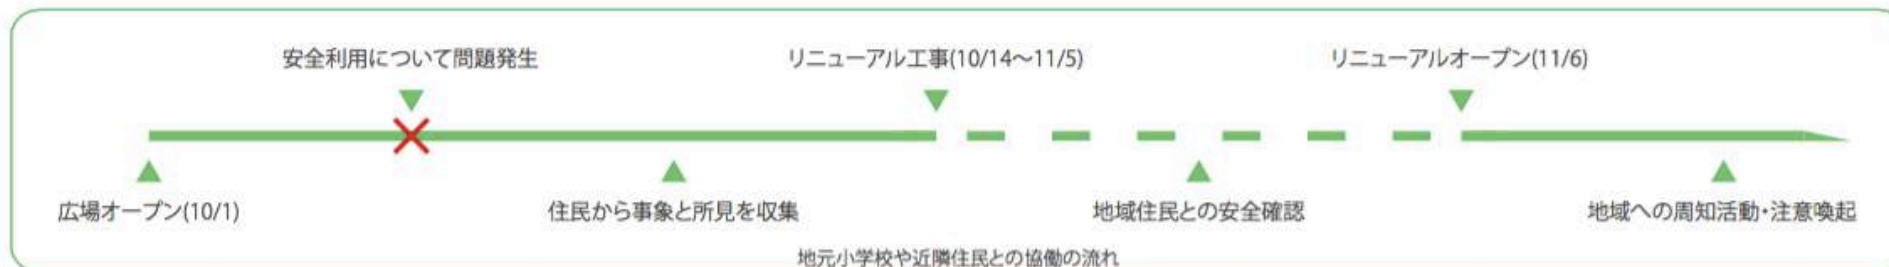 安全利用について問題発生
リニューアル工事(10/14〜11/5)
リニューアルオープン(11/6)
広場オープン(10/1)
住民から事象と所見を収集
地域住民との安全確認
地域への周知活動・注意喚起
地元小学校や近隣住民との協働の流れ